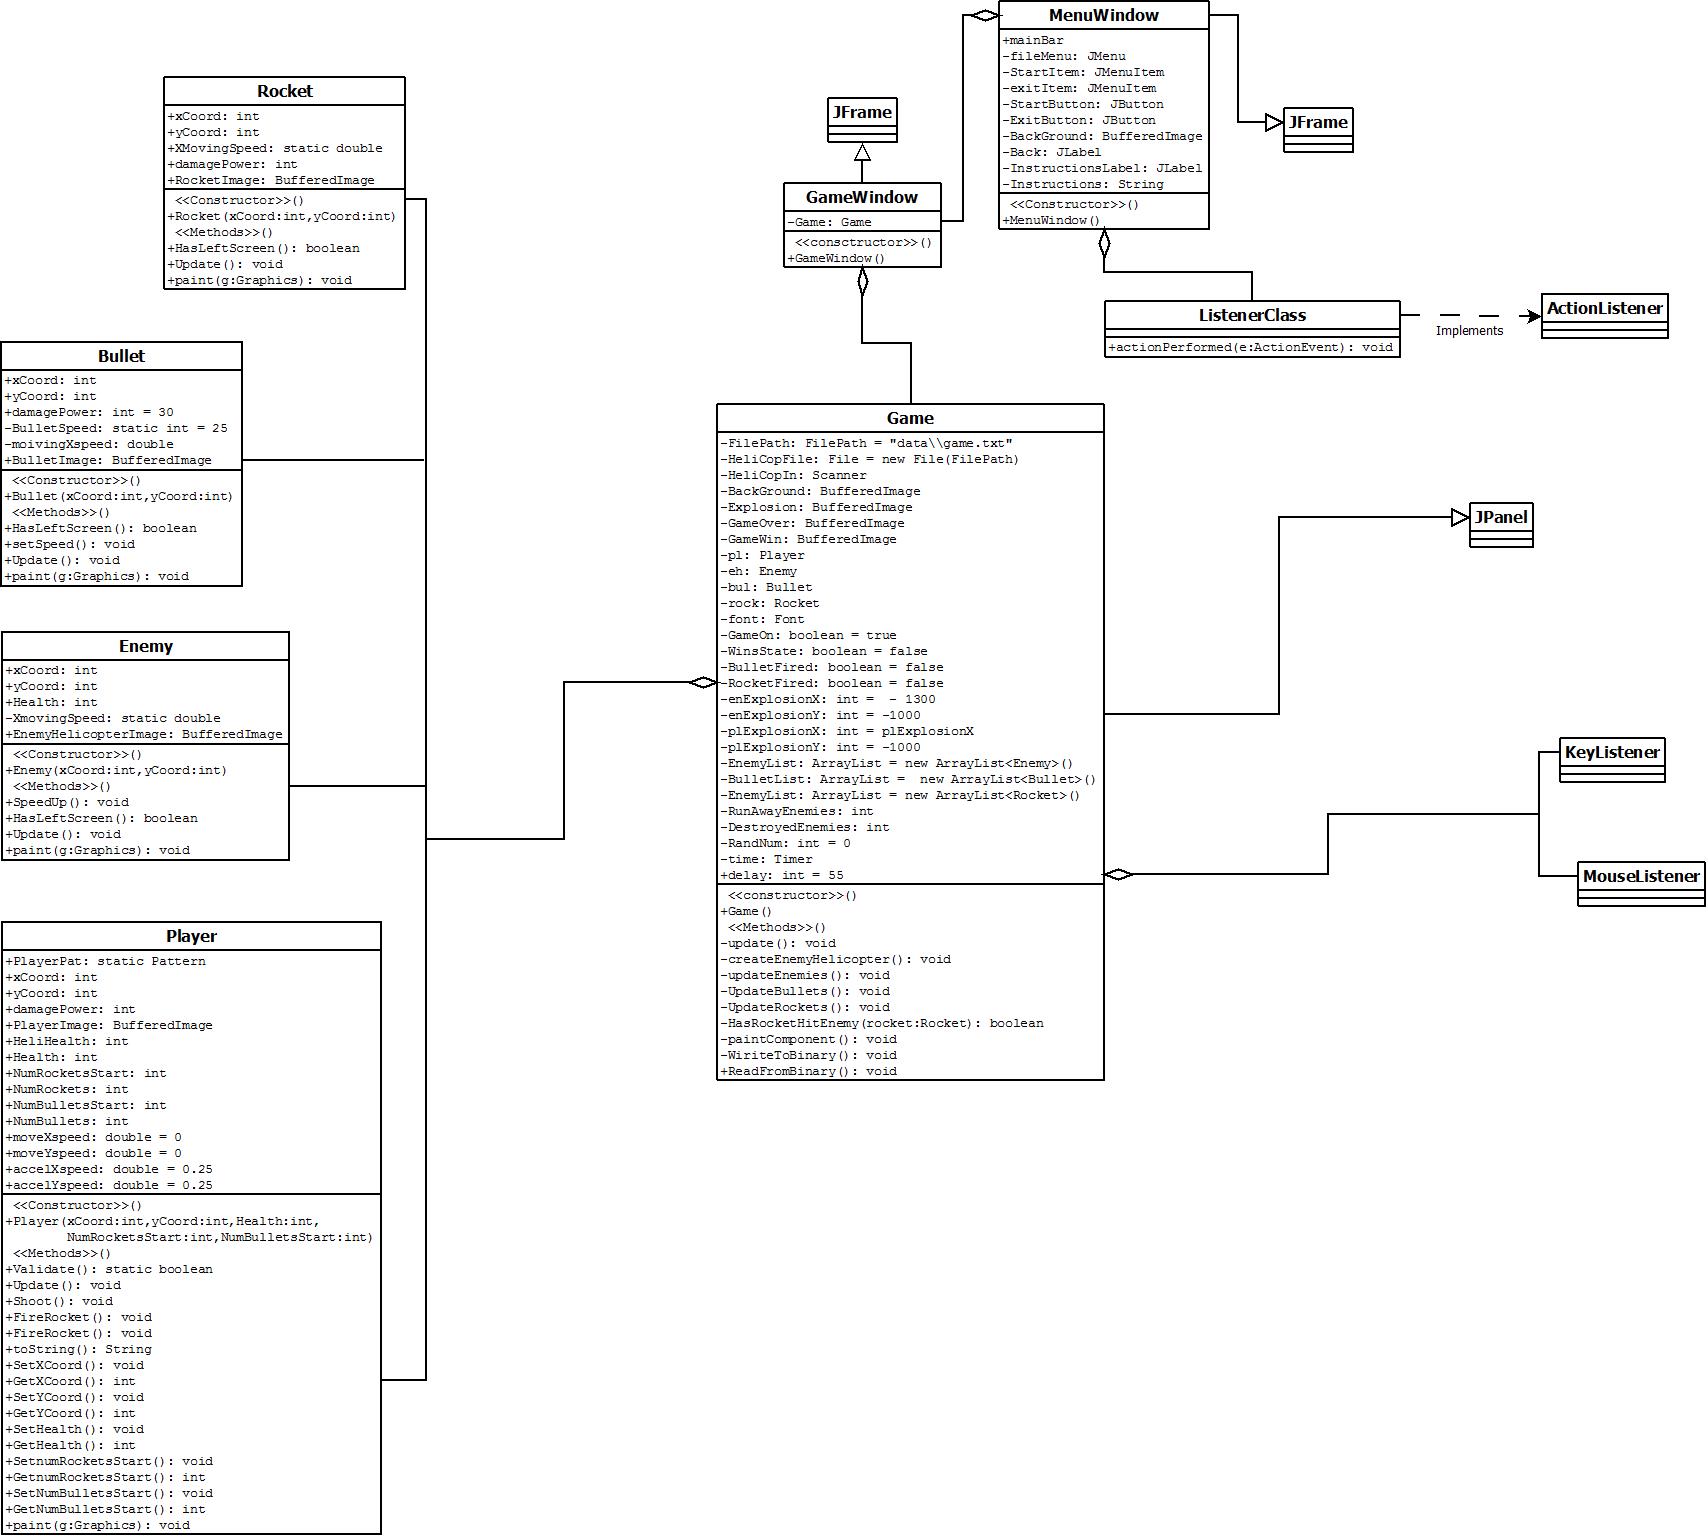 Rocket
+xCoord: int
+yCoord: int
+XMovingSpeed: static double
+damagePower: int
+RocketImage: BufferedImage
<<Constructor>>()
+Rocket(xCoord:int,yCoord:int)
<<Methods>>()
+HasLeftScreen(): boolean
+Update(): void
+paint(g:Graphics): void
Bullet
+xCoord: int
+yCoord: int
+damagePower: int = 30
-BulletSpeed: static int = 25
-moivingXspeed: double
+BulletImage: BufferedImage
<<Constructor>>()
+Bullet(xCoord:int,yCoord:int)
<<Methods>>()
+HasLeftScreen(): boolean
+setSpeed(): void
+Update(): void
+paint(g:Graphics): void
Enemy
+xCoord: int
+yCoord: int
+Health: int
-XmovingSpeed: static double
+EnemyHelicopterImage: BufferedImage
<<Constructor>>()
+Enemy(xCoord:int,yCoord:int)
<<Methods>>()
+SpeedUp(): void
+HasLeftScreen(): boolean
+Update(): void
+paint(g:Graphics): void
Player
+PlayerPat: static Pattern
+xCoord: int
+yCoord: int
+damagePower: int
+PlayerImage: BufferedImage
+HeliHealth: int
+Health: int
+NumRocketsStart: int
+NumRockets: int
+NumBulletsStart: int
+NumBullets: int
+moveXspeed: double = 0
+moveYspeed: double = 0
+accelXspeed: double = 0.25
+accelYspeed: double = 0.25
<<Constructor>>()
+Player(xCoord:int,yCoord:int,Health:int,
NumRocketsStart:int,NumBulletsStart:int)
<<Methods>>()
+Validate(): static boolean
+Update(): void
+Shoot(): void
+FireRocket(): void
+FireRocket(): void
+toString(): String
+SetXCoord(): void
+GetXCoord(): int
+SetYCoord(): void
+GetYCoord(): int
+SetHealth(): void
+GetHealth(): int
+SetnumRocketsStart(): void
+GetnumRocketsStart(): int
+SetNumBulletsStart(): void
+GetNumBulletsStart(): int
+paint(g:Graphics): void
JFrame
GameWindow
-Game: Game
<<consctructor>>()
+GameWindow()
MenuWindow
+mainBar
-fileMenu: JMenu
-StartItem: JMenuItem
-exitItem: JMenuItem
-StartButton: JButton
-ExitButton: JButton
-BackGround: BufferedImage
-Back: JLabel
-InstructionsLabel: JLabel
-Instructions: String
<<Constructor>>()
+MenuWindow()
JFrame
ListenerClass
+actionPerformed(e:ActionEvent): void
Implements
ActionListener
Game
-FilePath: FilePath = "data\\game.txt"
-HeliCopFile: File = new File(FilePath)
-HeliCopIn: Scanner
-BackGround: BufferedImage
-Explosion: BufferedImage
-GameOver: BufferedImage
-GameWin: BufferedImage
-pl: Player
-eh: Enemy
-bul: Bullet
-rock: Rocket
-font: Font
-GameOn: boolean = true
-WinsState: boolean = false
-BulletFired: boolean = false
-RocketFired: boolean = false
-enExplosionX: int =  - 1300
-enExplosionY: int = -1000
-plExplosionX: int = plExplosionX
-plExplosionY: int = -1000
-EnemyList: ArrayList = new ArrayList<Enemy>()
-BulletList: ArrayList =  new ArrayList<Bullet>()
-EnemyList: ArrayList = new ArrayList<Rocket>()
-RunAwayEnemies: int
-DestroyedEnemies: int
-RandNum: int = 0
-time: Timer
+delay: int = 55
<<constructor>>()
+Game()
<<Methods>>()
-update(): void
-createEnemyHelicopter(): void
-updateEnemies(): void
-UpdateBullets(): void
-UpdateRockets(): void
-HasRocketHitEnemy(rocket:Rocket): boolean
-paintComponent(): void
-WiriteToBinary(): void
+ReadFromBinary(): void
JPanel
KeyListener
MouseListener